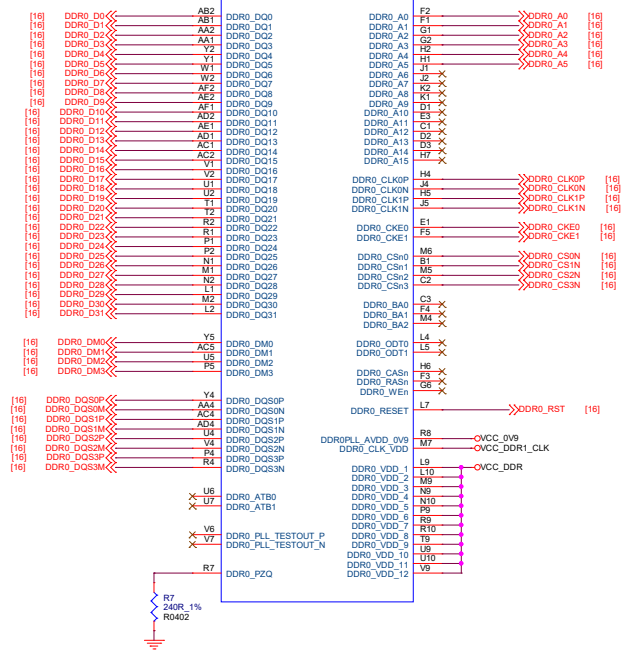 [16] DDR0_D0 AB2 DDR0_DQ0
[16] DDR0_D1 AB1 DDR0_DQ1
[16] DDR0_D2 AA2 DDR0_DQ2
[16] DDR0_D3 AA1 DDR0_DQ3
[16] DDR0_D4 Y2 DDR0_DQ4
[16] DDR0_D5 Y1 DDR0_DQ5
[16] DDR0_D6 W1 DDR0_DQ6
[16] DDR0_D7 W2 DDR0_DQ7
[16] DDR0_D8 AF2 DDR0_DQ8
[16] DDR0_D9 AE2 DDR0_DQ9
[16] DDR0_D10 AF1 DDR0_DQ10
[16] DDR0_D11 AD2 DDR0_DQ11
[16] DDR0_D12 AE1 DDR0_DQ12
[16] DDR0_D13 AD1 DDR0_DQ13
[16] DDR0_D14 AC1 DDR0_DQ14
[16] DDR0_D15 AC2 DDR0_DQ15
[16] DDR0_D16 V1 DDR0_DQ16
[16] DDR0_D17 V2 DDR0_DQ17
[16] DDR0_D18 U1 DDR0_DQ18
[16] DDR0_D19 U2 DDR0_DQ19
[16] DDR0_D20 T1 DDR0_DQ20
[16] DDR0_D21 T2 DDR0_DQ21
[16] DDR0_D22 R2 DDR0_DQ22
[16] DDR0_D23 R1 DDR0_DQ23
[16] DDR0_D24 P1 DDR0_DQ24
[16] DDR0_D25 P2 DDR0_DQ25
[16] DDR0_D26 N1 DDR0_DQ26
[16] DDR0_D27 M1 DDR0_DQ27
[16] DDR0_D28 N2 DDR0_DQ28
[16] DDR0_D29 L1 DDR0_DQ29
[16] DDR0_D30 M2 DDR0_DQ30
[16] DDR0_D31 L2 DDR0_DQ31
[16] DDR0_DM0 Y5 DDR0_DM0
[16] DDR0_DM1 AC5 DDR0_DM1
[16] DDR0_DM2 U5 DDR0_DM2
[16] DDR0_DM3 P5 DDR0_DM3
[16] DDR0_DQS0P Y4 DDR0_DQS0P
[16] DDR0_DQS0M AA4 DDR0_DQS0N
[16] DDR0_DQS1P AC4 DDR0_DQS1P
[16] DDR0_DQS1M AD4 DDR0_DQS1N
[16] DDR0_DQS2P U4 DDR0_DQS2P
[16] DDR0_DQS2M V4 DDR0_DQS2N
[16] DDR0_DQS3P P4 DDR0_DQS3P
[16] DDR0_DQS3M R4 DDR0_DQS3N
U6 DDR0_ATB0
U7 DDR0_ATB1
V6 DDR0_PLL_TESTOUT_P
V7 DDR0_PLL_TESTOUT_N
R7 DDR0_PZQ
R7
240R_1%
R0402
DDR0_A0 F2 DDR0_A0 [16]
DDR0_A1 F1 DDR0_A1 [16]
DDR0_A2 G1 DDR0_A2 [16]
DDR0_A3 G2 DDR0_A3 [16]
DDR0_A4 H2 DDR0_A4 [16]
DDR0_A5 H1 DDR0_A5 [16]
DDR0_A6 J1
DDR0_A7 J2
DDR0_A8 K2
DDR0_A9 K1
DDR0_A10 D1
DDR0_A11 E3
DDR0_A12 C1
DDR0_A13 D2
DDR0_A14 D3
DDR0_A15 H7
DDR0_CLK0P H4 DDR0_CLK0P [16]
DDR0_CLK0N J4 DDR0_CLK0N [16]
DDR0_CLK1P H5 DDR0_CLK1P [16]
DDR0_CLK1N J5 DDR0_CLK1N [16]
DDR0_CKE0 E1 DDR0_CKE0 [16]
DDR0_CKE1 F5 DDR0_CKE1 [16]
DDR0_CSn0 M6 DDR0_CS0N [16]
DDR0_CSn1 B1 DDR0_CS1N [16]
DDR0_CSn2 M5 DDR0_CS2N [16]
DDR0_CSn3 C2 DDR0_CS3N [16]
DDR0_BA0 C3
DDR0_BA1 F4
DDR0_BA2 M4
DDR0_ODT0 L4
DDR0_ODT1 L5
DDR0_CASn H6
DDR0_RASn F3
DDR0_WEn G6
DDR0_RESET L7 DDR0_RST [16]
DDR0PLL_AVDD_0V9 R8 VCC_0V9
DDR0_CLK_VDD M7 VCC_DDR1_CLK
DDR0_VDD_1 L9 VCC_DDR
DDR0_VDD_2 L10
DDR0_VDD_3 M9
DDR0_VDD_4 N9
DDR0_VDD_5 N10
DDR0_VDD_6 P9
DDR0_VDD_7 R9
DDR0_VDD_8 R10
DDR0_VDD_9 T9
DDR0_VDD_10 U9
DDR0_VDD_11 U10
DDR0_VDD_12 V9